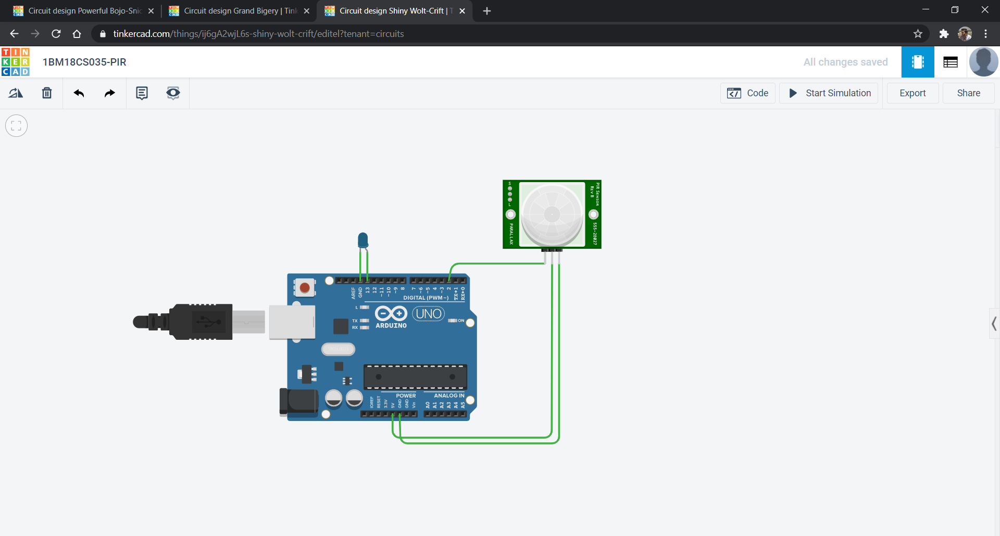 Circuit design Powerful Bojo-Snic
Circuit design Grand Bigery | Tink
Circuit design Shiny Wolt-Crift | T
tinkercad.com/things/ij6gA2wjL6s-shiny-wolt-crift/editel?tenant=circuits
TIN
KER
CAD
1BM18CS035-PIR
All changes saved
Code
Start Simulation
Export
Share
S
L
PARALLAX
PIR SENSOR
REV B
555-28027
AREF
GND
13
12
~11
~10
~9
8
7
~6
~5
4
~3
2
TX→1
RX←0
DIGITAL (PWM~)
L
TX
RX
UNO
ON
ARDUINO
POWER
ANALOG IN
IOREF
RESET
3.3V
5V
GND
GND
Vin
A0
A1
A2
A3
A4
A5